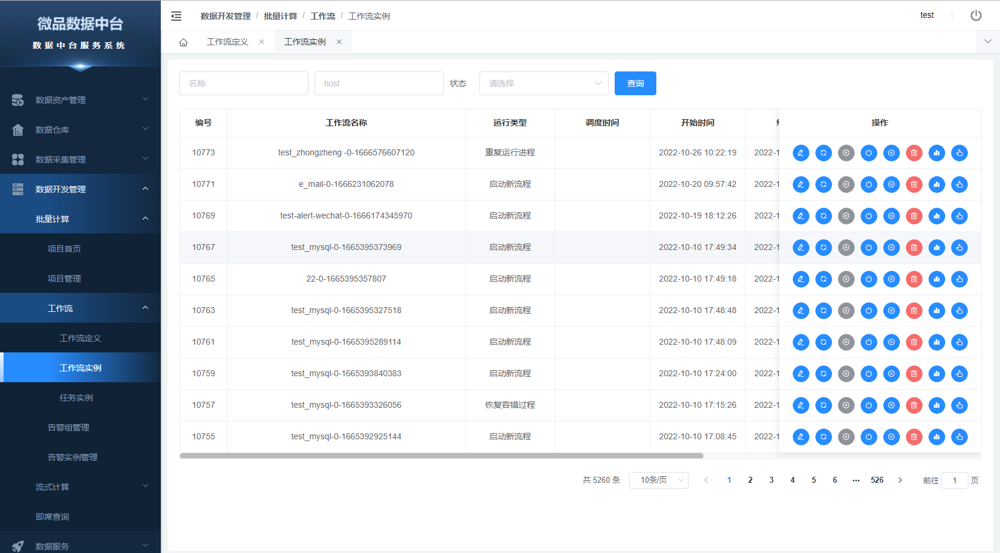 微品数据中台
数据中台服务系统
数据资产管理
数据仓库
数据采集管理
数据开发管理
批量计算
项目首页
项目管理
工作流
工作流定义
工作流实例
任务实例
告警组管理
告警实例管理
流式计算
即席查询
数据服务
数据开发管理 / 批量计算 / 工作流 / 工作流实例
test
工作流定义 工作流实例
名称 host 状态 请选择 查询
编号 工作流名称 运行类型 调度时间 开始时间 操作
10773 test_zhongzheng -0-1666576607120 重复运行进程 2022-10-26 10:22:19 2022-1
10771 e_mail-0-1666231062078 启动新流程 2022-10-20 09:57:42 2022-1
10769 test-alert-wechat-0-1666174345970 启动新流程 2022-10-19 18:12:26 2022-1
10767 test_mysql-0-1665395373969 启动新流程 2022-10-10 17:49:34 2022-1
10765 22-0-1665395357807 启动新流程 2022-10-10 17:49:18 2022-1
10763 test_mysql-0-1665395327518 启动新流程 2022-10-10 17:48:48 2022-1
10761 test_mysql-0-1665395289114 启动新流程 2022-10-10 17:48:09 2022-1
10759 test_mysql-0-1665393840383 启动新流程 2022-10-10 17:24:00 2022-1
10757 test_mysql-0-1665393326056 恢复容错过程 2022-10-10 17:15:26 2022-1
10755 test_mysql-0-1665392925144 启动新流程 2022-10-10 17:08:45 2022-1
共 5260 条 10条/页 1 2 3 4 5 6 ••• 526 前往 1 页